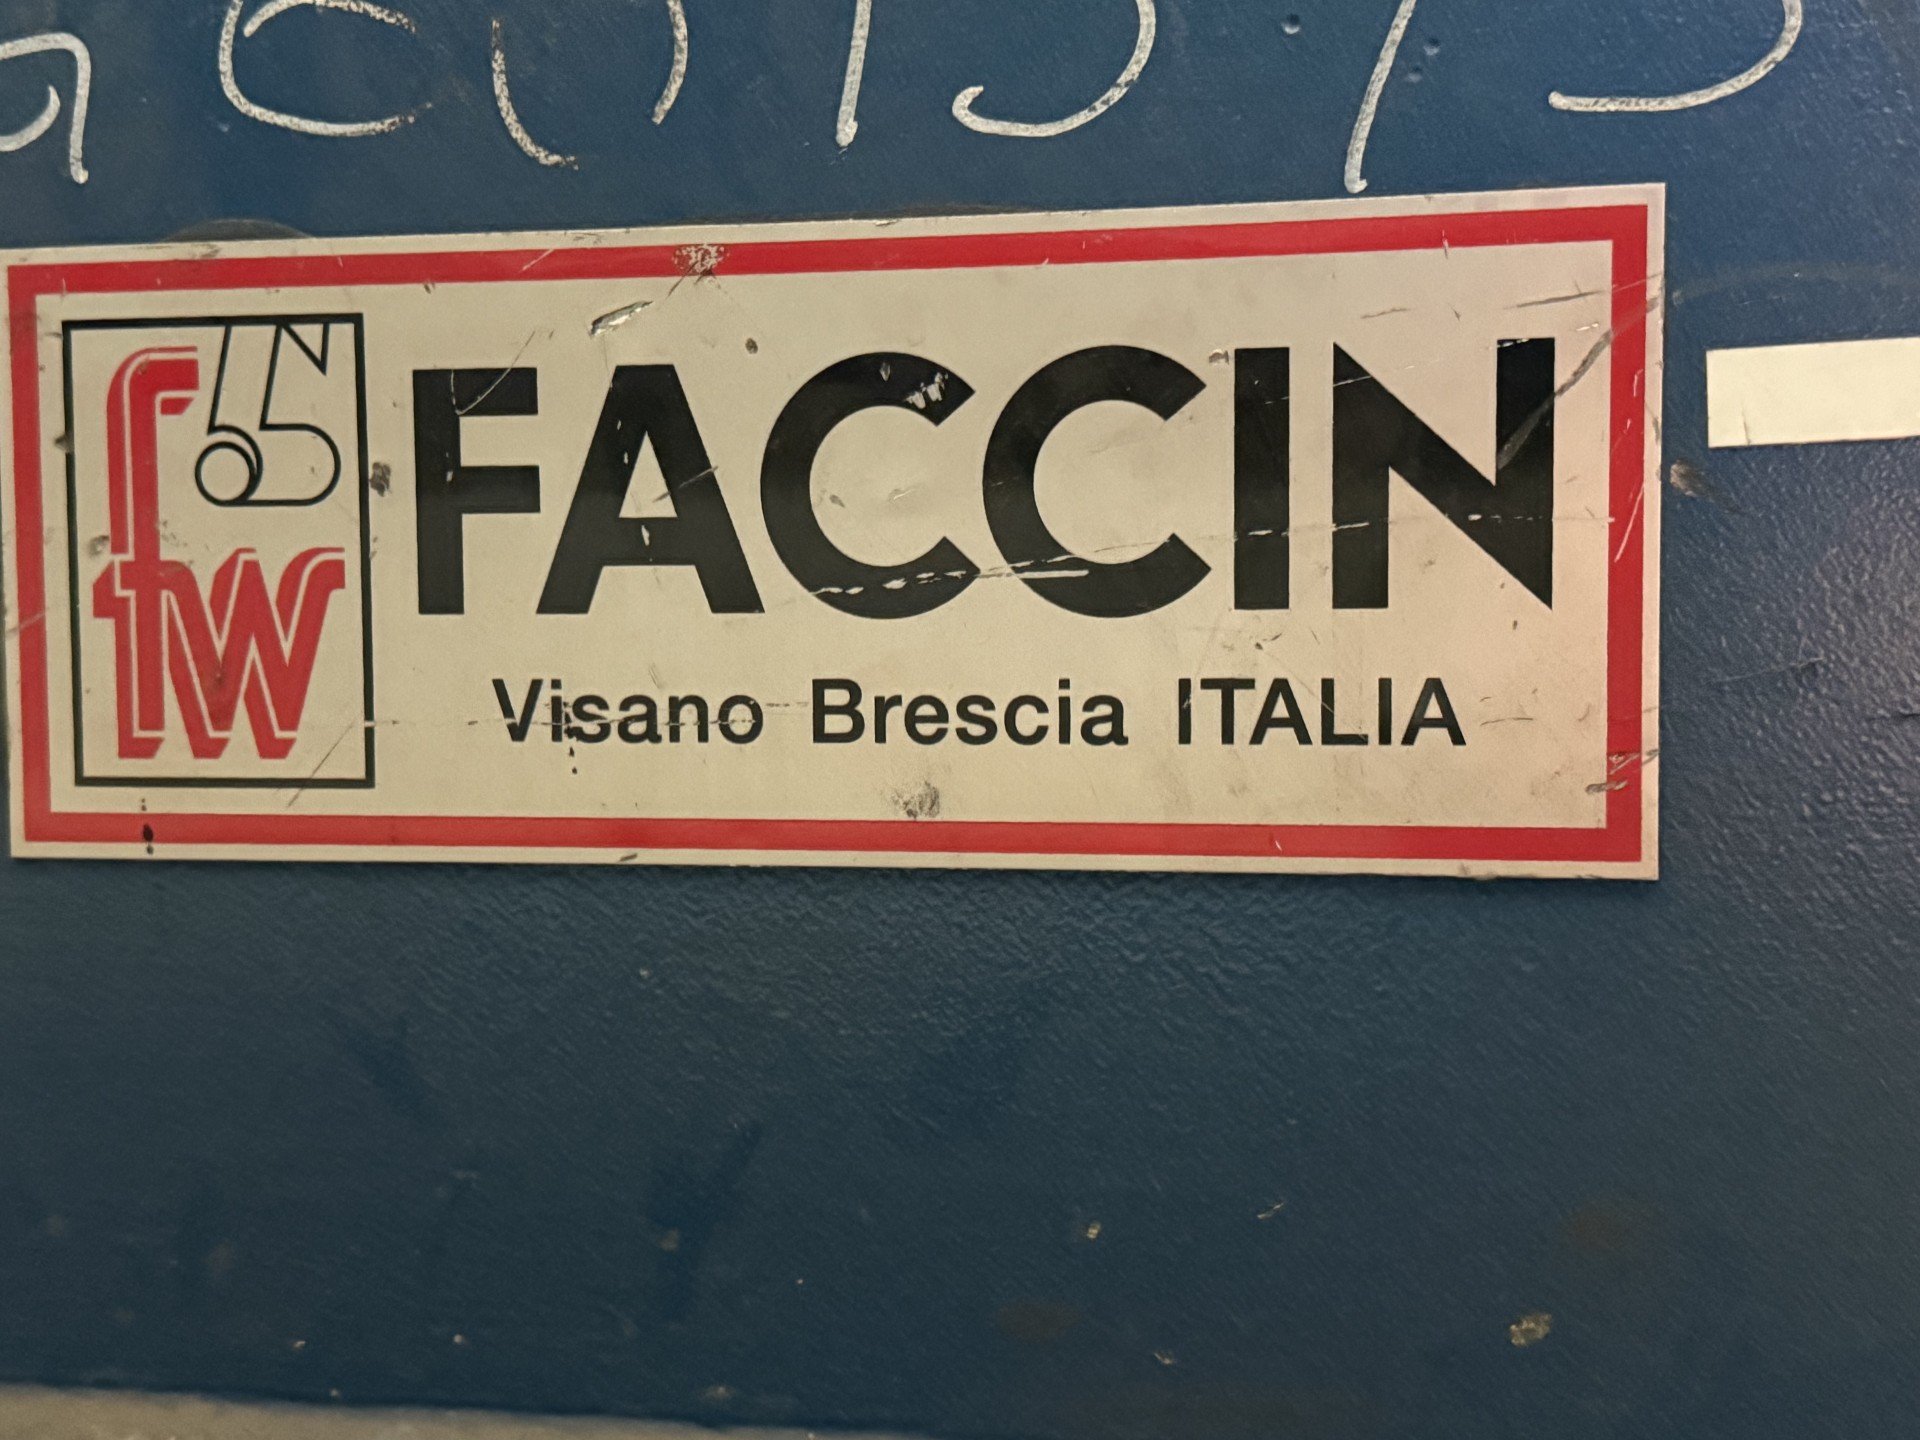 fw
FACCIN
Visano Brescia ITALIA